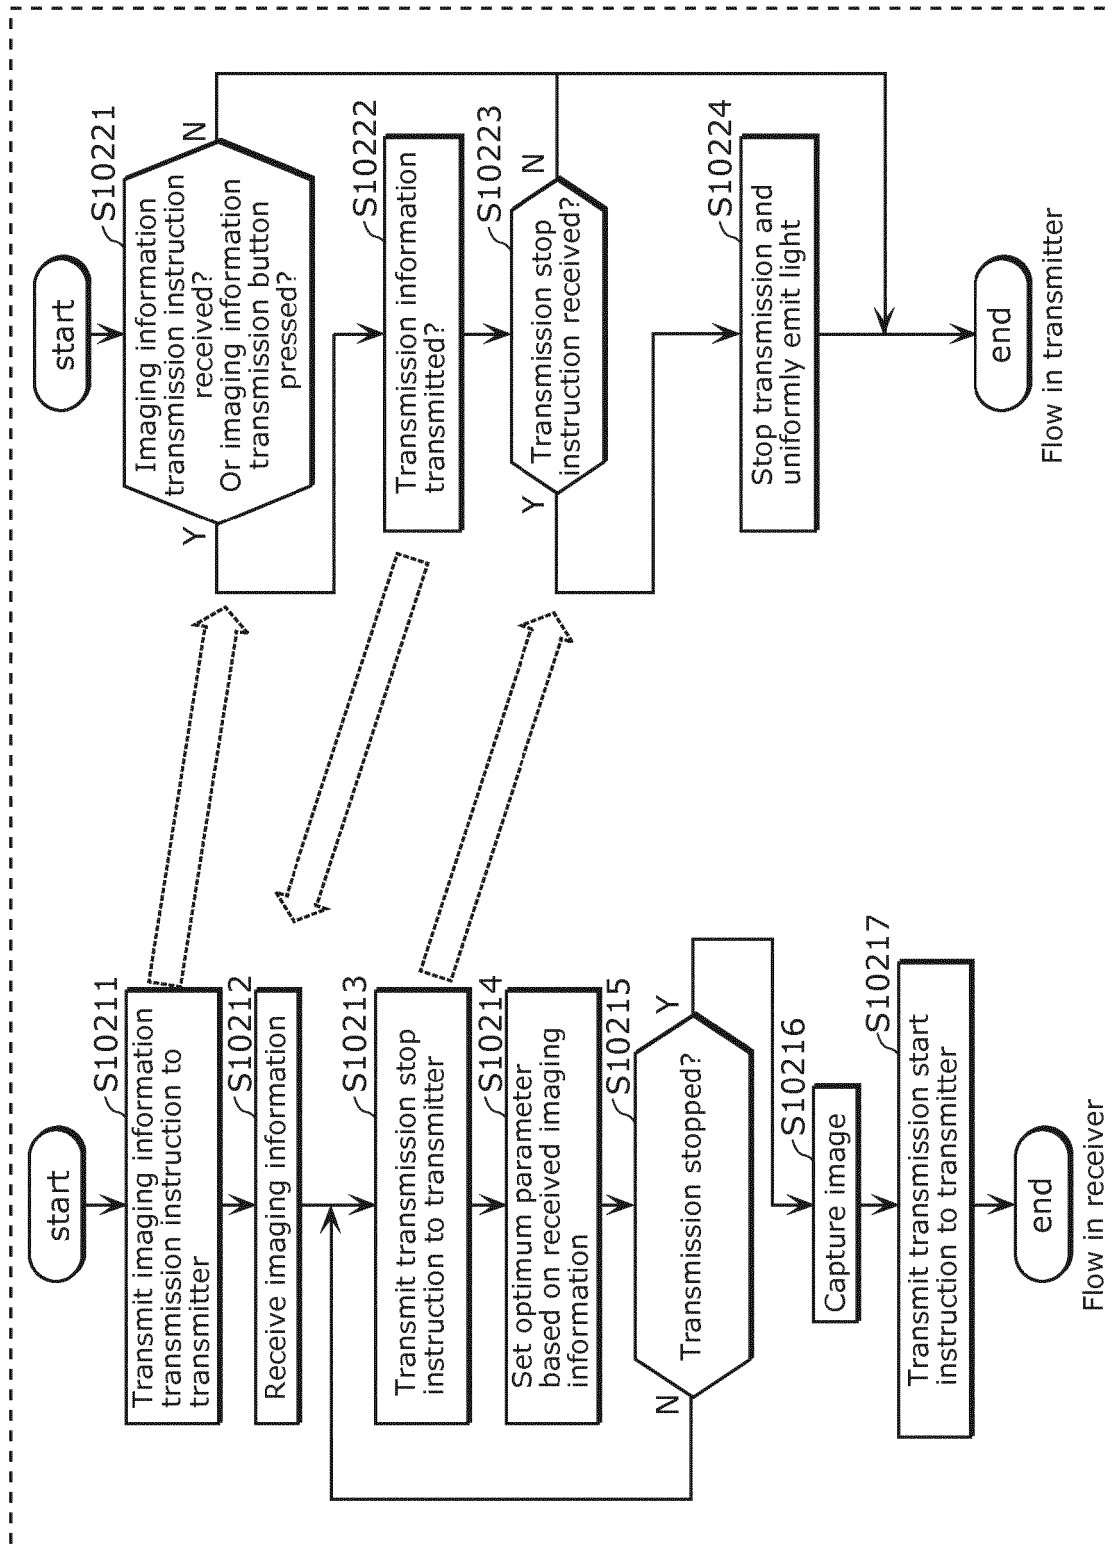 start
S10211
Transmit imaging information
transmission instruction to
transmitter
S10212
Receive imaging information
S10213
Transmit transmission stop
instruction to transmitter
S10214
Set optimum parameter
based on received imaging
information
S10215
Transmission stopped?
N
Y
S10216
Capture image
S10217
Transmit transmission start
instruction to transmitter
end
Flow in receiver
start
S10221
Imaging information
transmission instruction
received?
Or imaging information
transmission button
pressed?
Y
N
S10222
Transmission information
transmitted?
S10223
Transmission stop
instruction received?
Y
N
S10224
Stop transmission and
uniformly emit light
end
Flow in transmitter